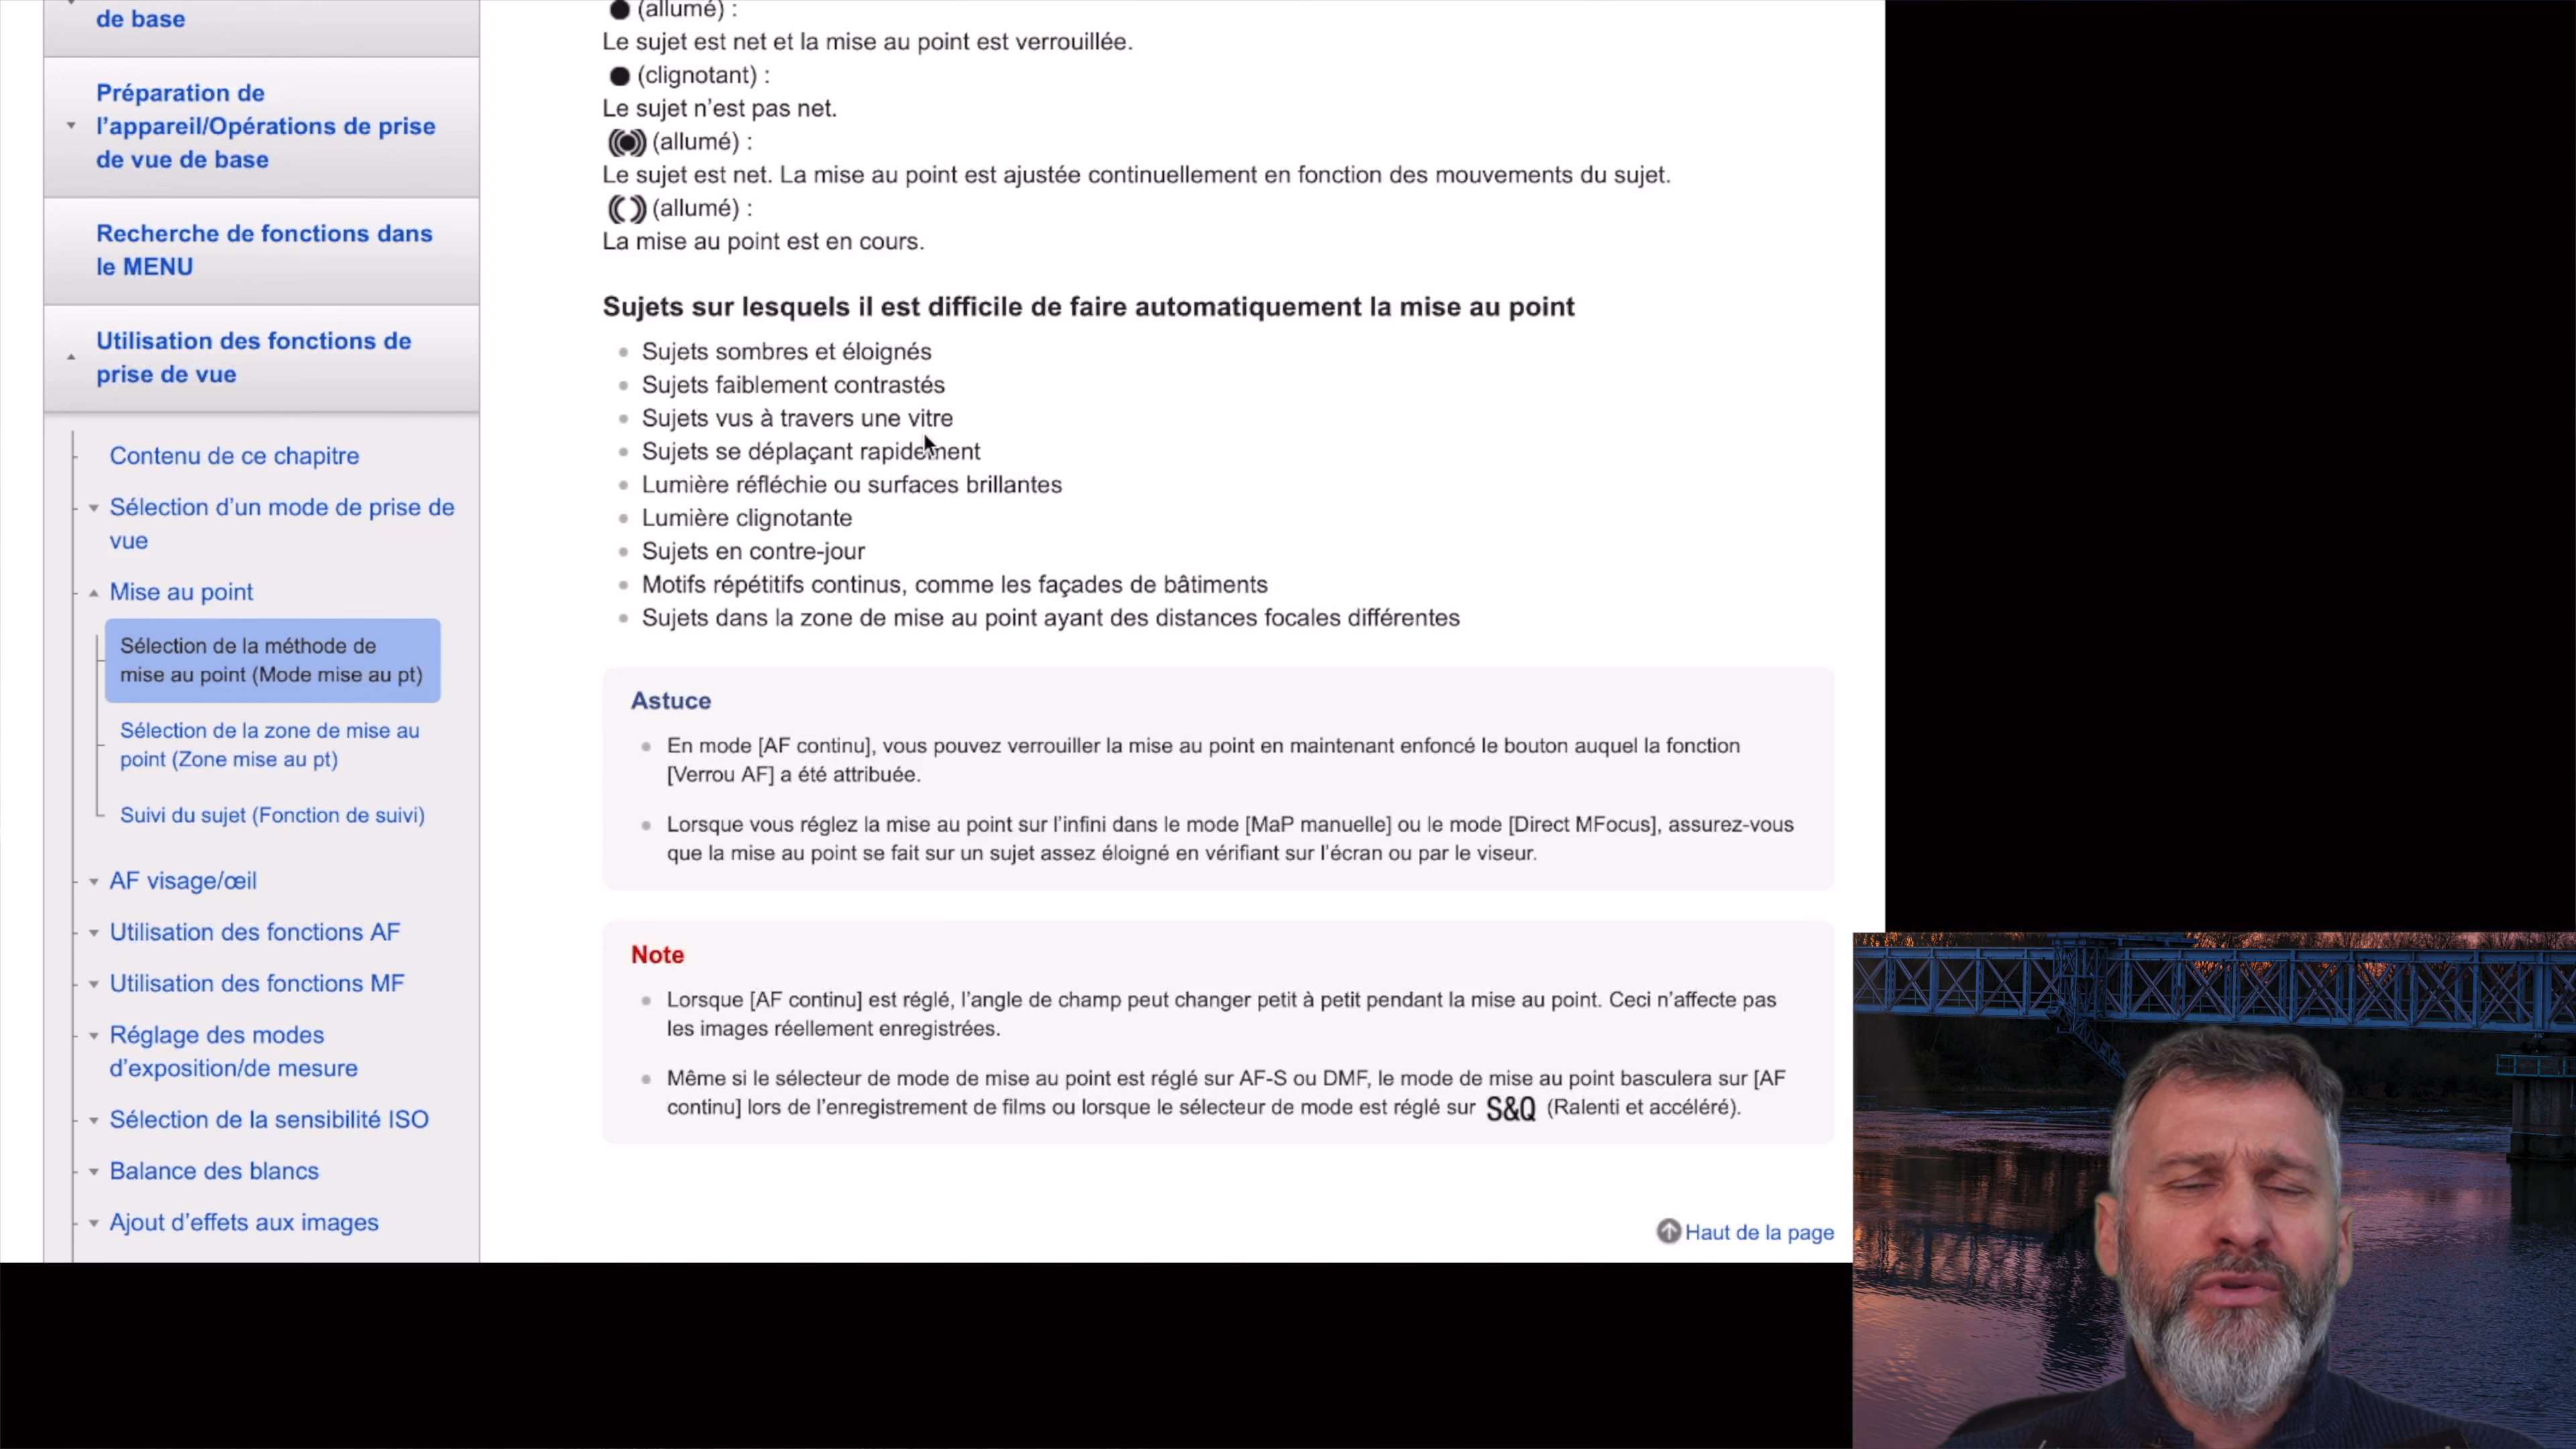 de base
Préparation de
l'appareil/Opérations de prise
de vue de base
Recherche de fonctions dans
le MENU
Utilisation des fonctions de
prise de vue
Contenu de ce chapitre
Sélection d'un mode de prise de
vue
Mise au point
Sélection de la méthode de
mise au point (Mode mise au pt)
Sélection de la zone de mise au
point (Zone mise au pt)
Suivi du sujet (Fonction de suivi)
AF visage/œil
Utilisation des fonctions AF
Utilisation des fonctions MF
Réglage des modes
d'exposition/de mesure
Sélection de la sensibilité ISO
Balance des blancs
Ajout d'effets aux images
(allumé) :
Le sujet est net et la mise au point est verrouillée.
(clignotant) :
Le sujet n'est pas net.
(allumé) :
Le sujet est net. La mise au point est ajustée continuellement en fonction des mouvements du sujet.
(allumé) :
La mise au point est en cours.
Sujets sur lesquels il est difficile de faire automatiquement la mise au point
Sujets sombres et éloignés
Sujets faiblement contrastés
Sujets vus à travers une vitre
Sujets se déplaçant rapidement
Lumière réfléchie ou surfaces brillantes
Lumière clignotante
Sujets en contre-jour
Motifs répétitifs continus, comme les façades de bâtiments
Sujets dans la zone de mise au point ayant des distances focales différentes
Astuce
En mode [AF continu], vous pouvez verrouiller la mise au point en maintenant enfoncé le bouton auquel la fonction
[Verrou AF] a été attribuée.
Lorsque vous réglez la mise au point sur l'infini dans le mode [MaP manuelle] ou le mode [Direct MFocus], assurez-vous
que la mise au point se fait sur un sujet assez éloigné en vérifiant sur l'écran ou par le viseur.
Note
Lorsque [AF continu] est réglé, l'angle de champ peut changer petit à petit pendant la mise au point. Ceci n'affecte pas
les images réellement enregistrées.
Même si le sélecteur de mode de mise au point est réglé sur AF-S ou DMF, le mode de mise au point basculera sur [AF
continu] lors de l'enregistrement de films ou lorsque le sélecteur de mode est réglé sur S&Q (Ralenti et accéléré).
Haut de la page